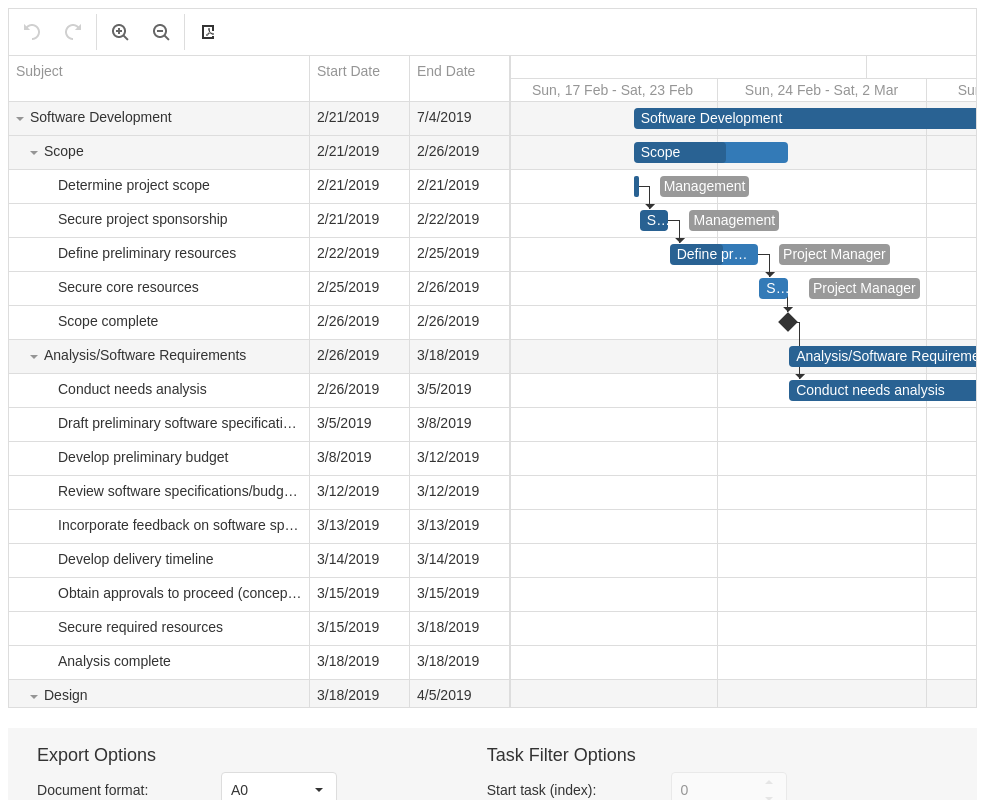 Subject Start Date End Date
Sun, 17 Feb - Sat, 23 Feb Sun, 24 Feb - Sat, 2 Mar
Software Development 2/21/2019 7/4/2019 Software Development
Scope 2/21/2019 2/26/2019 Scope
Determine project scope 2/21/2019 2/21/2019 Management
Secure project sponsorship 2/21/2019 2/22/2019 S... Management
Define preliminary resources 2/22/2019 2/25/2019 Define pr... Project Manager
Secure core resources 2/25/2019 2/26/2019 S... Project Manager
Scope complete 2/26/2019 2/26/2019
Analysis/Software Requirements 2/26/2019 3/18/2019 Analysis/Software Requireme
Conduct needs analysis 2/26/2019 3/5/2019 Conduct needs analysis
Draft preliminary software specificati... 3/5/2019 3/8/2019
Develop preliminary budget 3/8/2019 3/12/2019
Review software specifications/budg... 3/12/2019 3/12/2019
Incorporate feedback on software sp... 3/13/2019 3/13/2019
Develop delivery timeline 3/14/2019 3/14/2019
Obtain approvals to proceed (concep... 3/15/2019 3/15/2019
Secure required resources 3/15/2019 3/18/2019
Analysis complete 3/18/2019 3/18/2019
Design 3/18/2019 4/5/2019
Export Options Task Filter Options
Document format: A0 Start task (index): 0